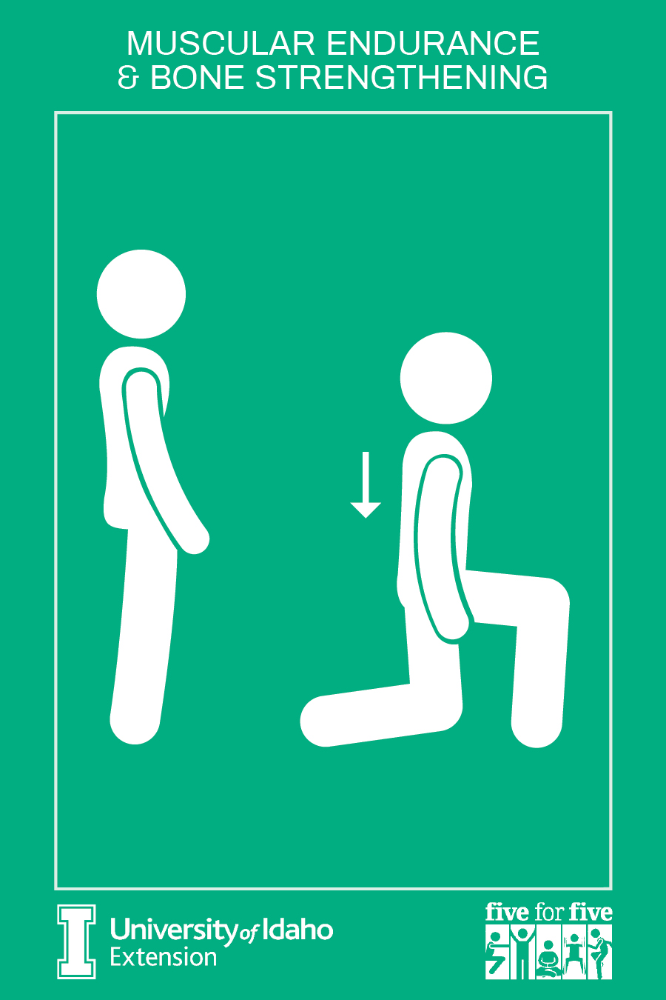 MUSCULAR ENDURANCE
& BONE STRENGTHENING
I
University of Idaho
Extension
five for five